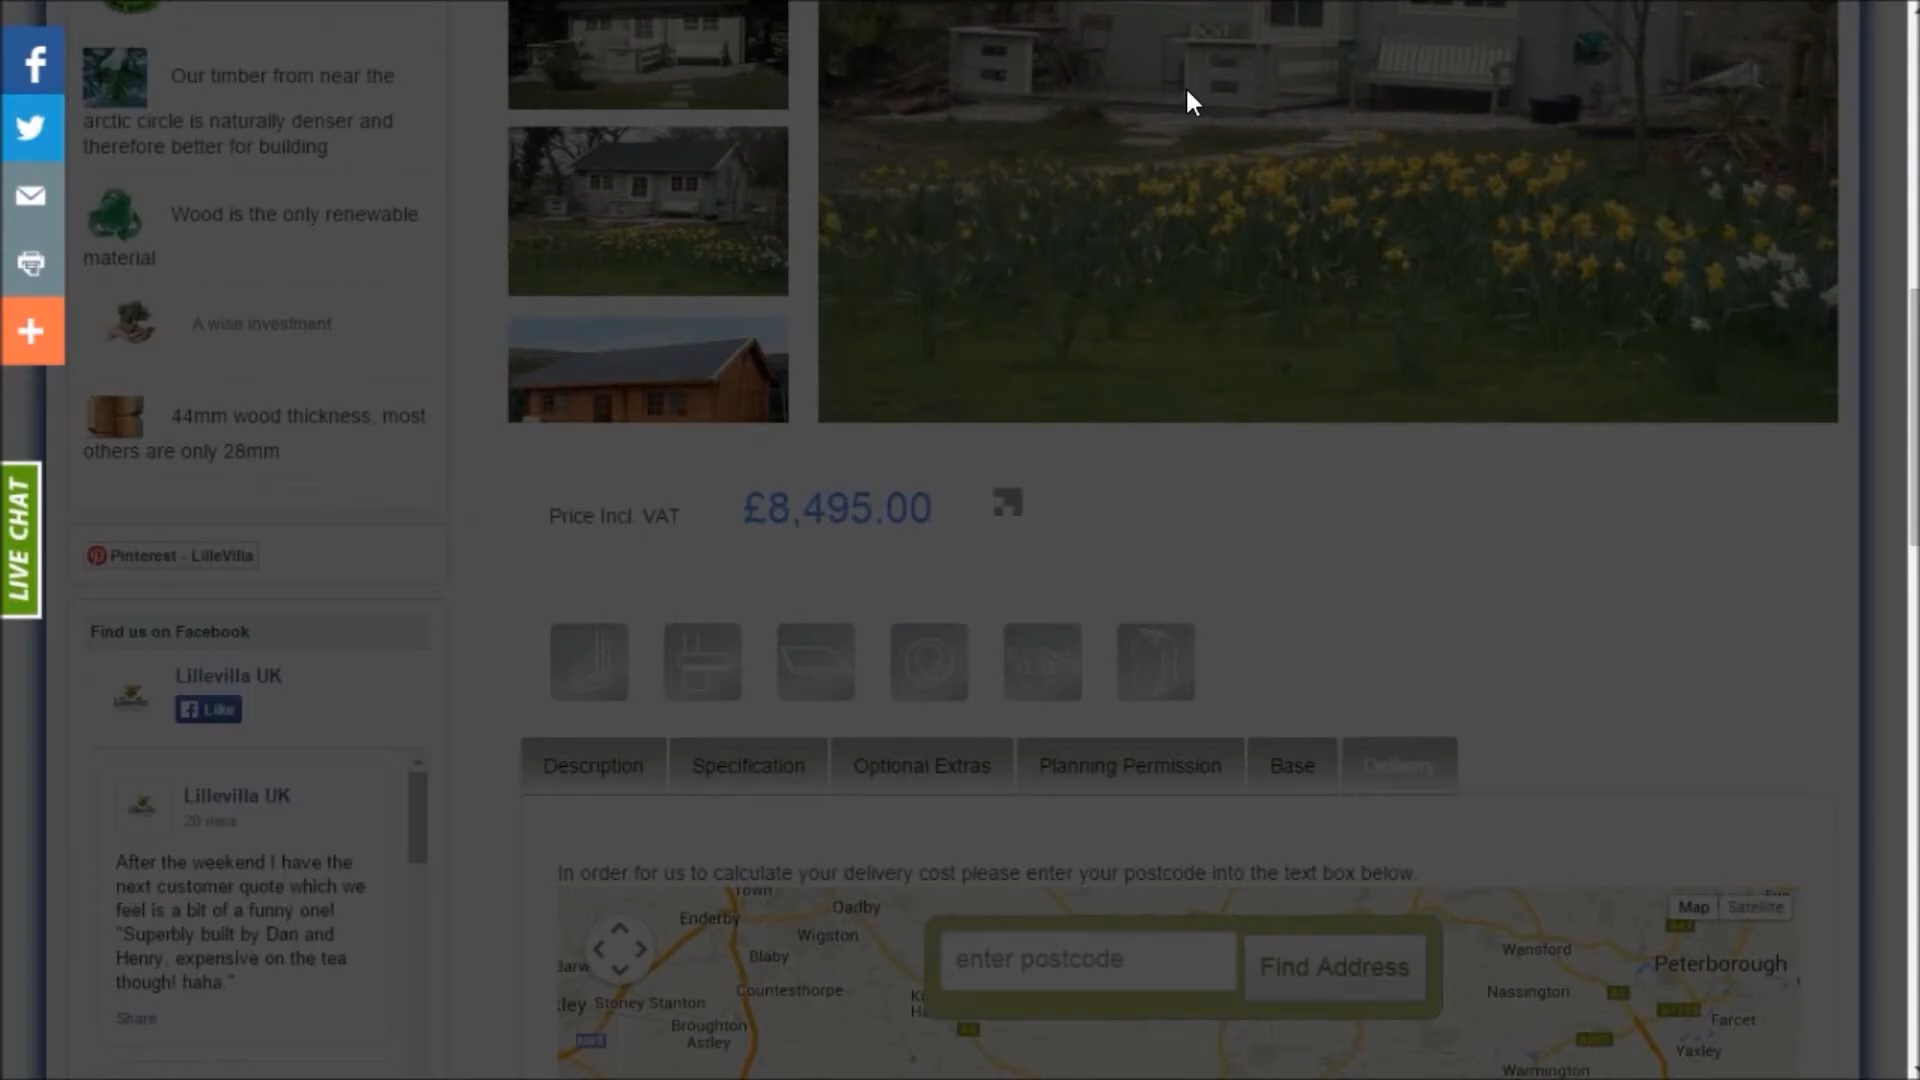 Our timber from near the
arctic circle is naturally denser and
therefore better for building
Wood is the only renewable
material
A wise investment
44mm wood thickness, most
others are only 28mm
LIVE CHAT
Pinterest - LilleVilla
Find us on Facebook
Lillevilla UK
Like
Lillevilla UK
20 mins
After the weekend I have the
next customer quote which we
feel is a bit of a funny one!
"Superbly built by Dan and
Henry, expensive on the tea
though! haha."
Share
Price Incl. VAT £8,495.00
Description Specification Optional Extras Planning Permission Base Delivery
In order for us to calculate your delivery cost please enter your postcode into the text box below.
enter postcode Find Address
Map Satellite
Town
Enderby
Oadby
Wigston
Blaby
Countesthorpe
Stoney Stanton
Broughton
Astley
Wansford
Peterborough
Nassington
Farcet
Yaxley
Warmington